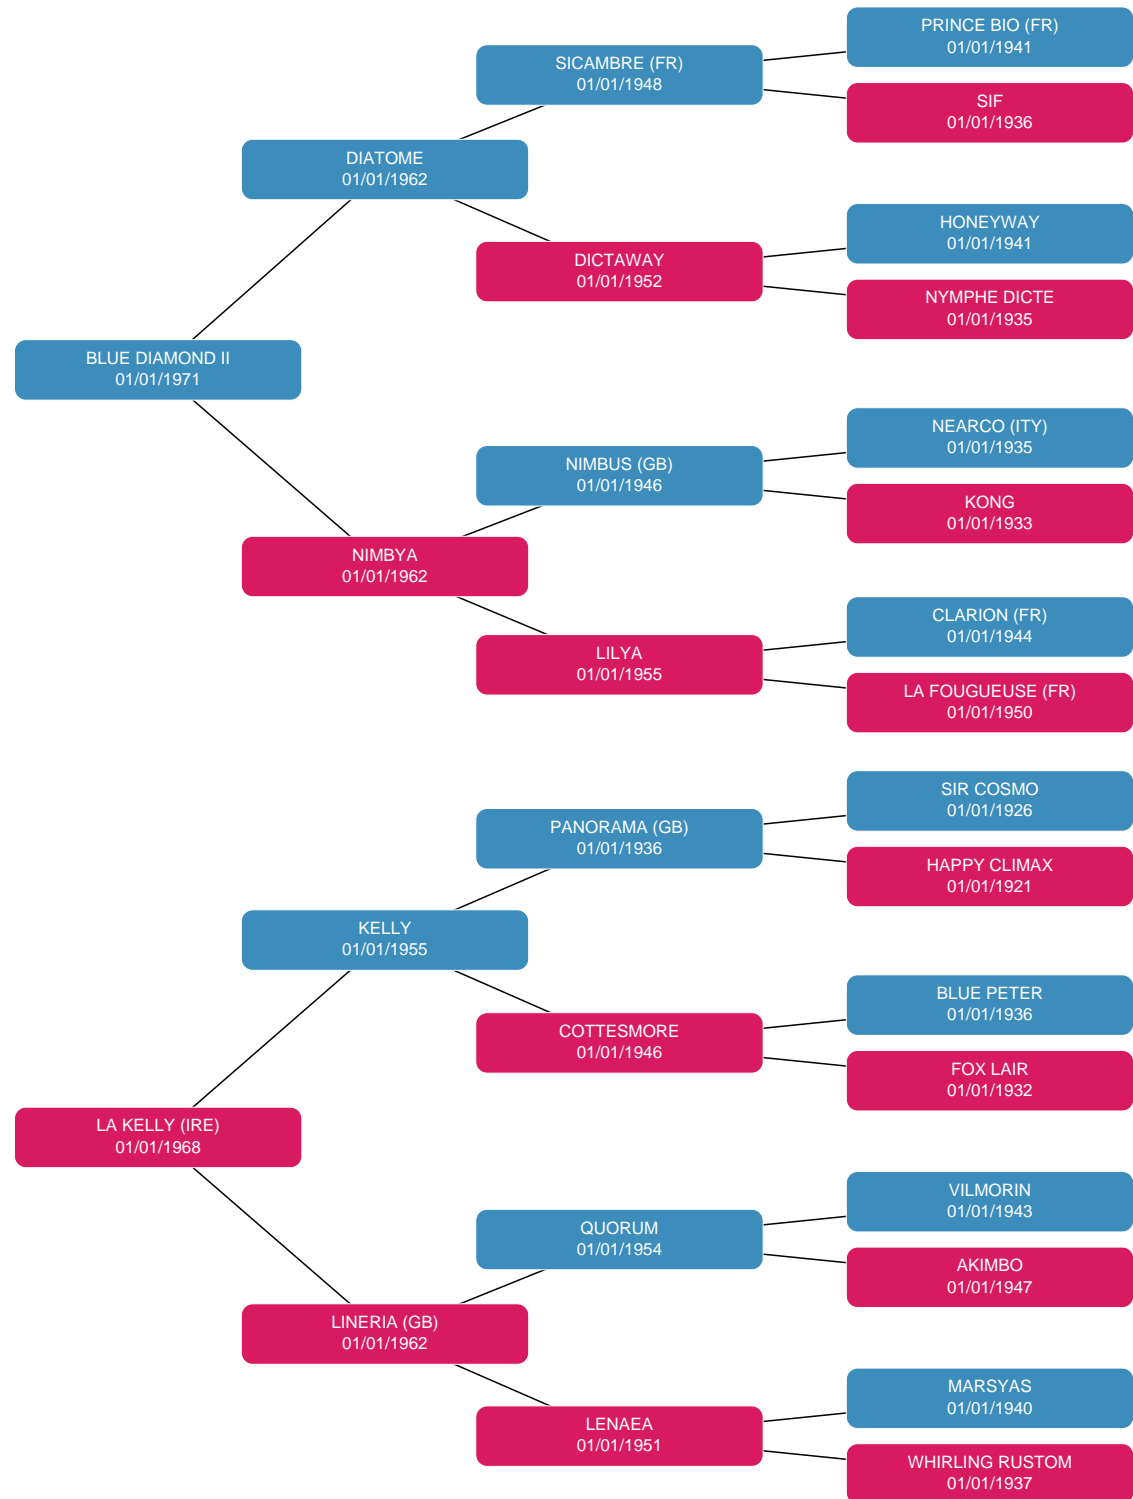 PRINCE BIO (FR)
01/01/1941
SICAMBRE (FR)
01/01/1948
SIF
01/01/1936
DIATOME
01/01/1962
HONEYWAY
01/01/1941
DICTAWAY
01/01/1952
NYMPHE DICTE
01/01/1935
BLUE DIAMOND II
01/01/1971
NEARCO (ITY)
01/01/1935
NIMBUS (GB)
01/01/1946
KONG
01/01/1933
NIMBYA
01/01/1962
CLARION (FR)
01/01/1944
LILYA
01/01/1955
LA FOUGUEUSE (FR)
01/01/1950
SIR COSMO
01/01/1926
PANORAMA (GB)
01/01/1936
HAPPY CLIMAX
01/01/1921
KELLY
01/01/1955
BLUE PETER
01/01/1936
COTTESMORE
01/01/1946
FOX LAIR
01/01/1932
LA KELLY (IRE)
01/01/1968
VILMORIN
01/01/1943
QUORUM
01/01/1954
AKIMBO
01/01/1947
LINERIA (GB)
01/01/1962
MARSYAS
01/01/1940
LENAEA
01/01/1951
WHIRLING RUSTOM
01/01/1937